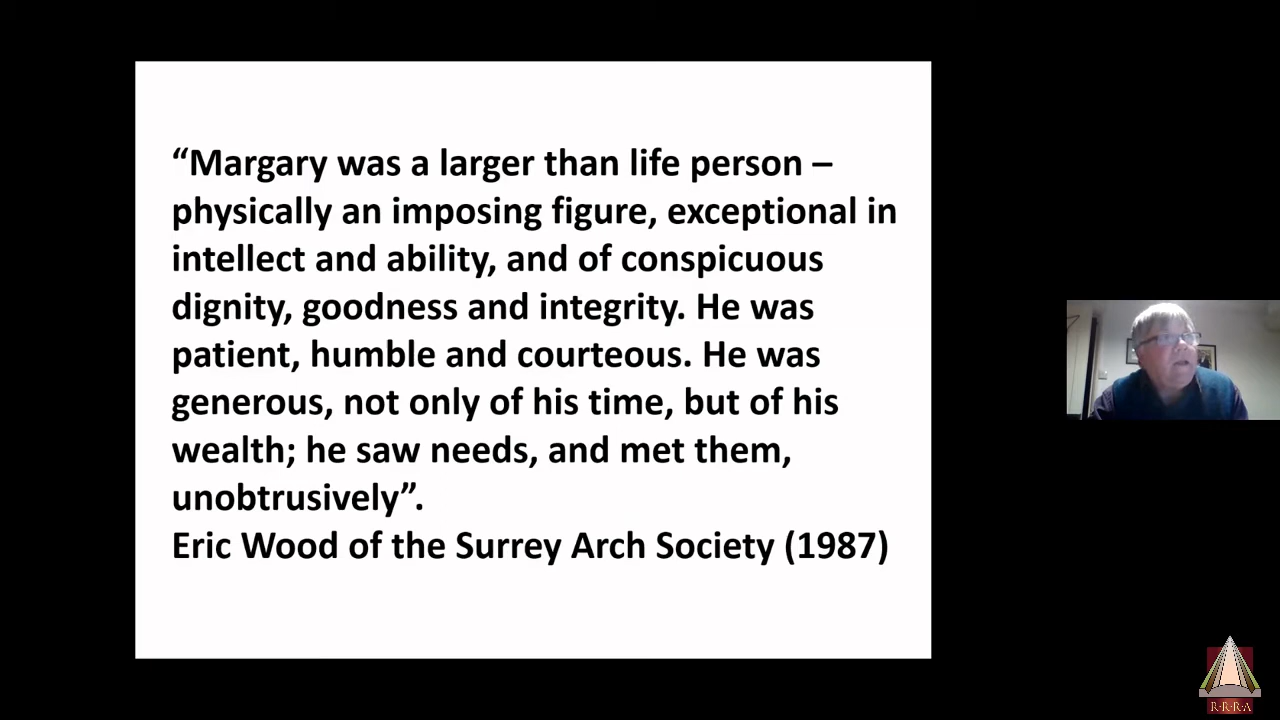 “Margary was a larger than life person –
physically an imposing figure, exceptional in
intellect and ability, and of conspicuous
dignity, goodness and integrity. He was
patient, humble and courteous. He was
generous, not only of his time, but of his
wealth; he saw needs, and met them,
unobtrusively”.
Eric Wood of the Surrey Arch Society (1987)
R·R·R·A